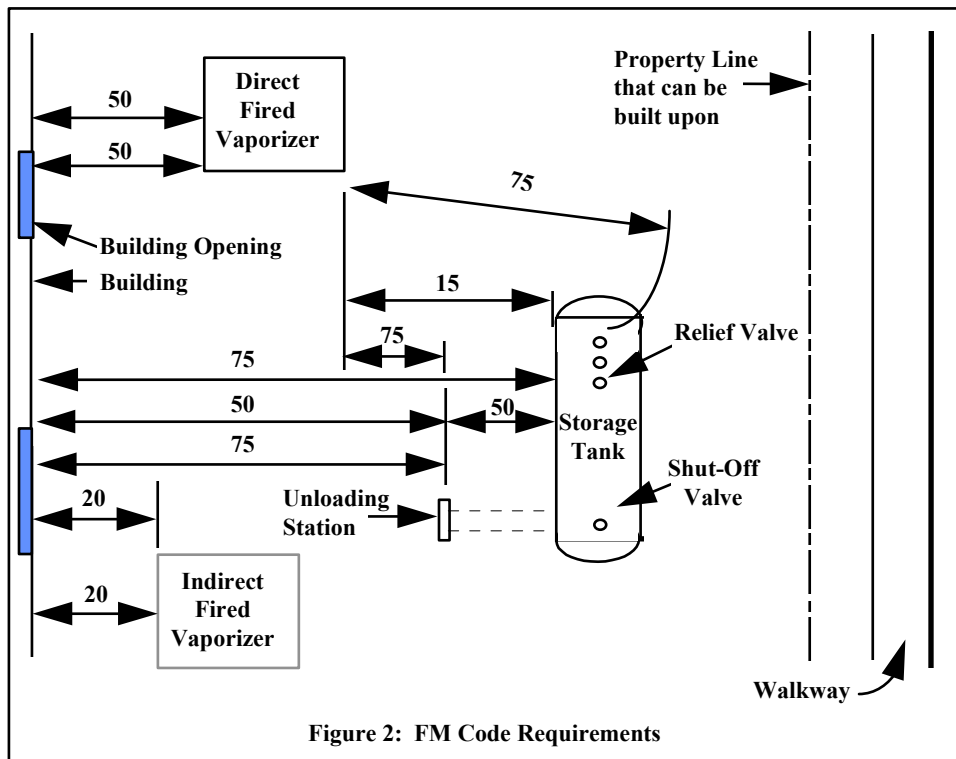 Direct
Fired
Vaporizer
50
50
Property Line
that can be
built upon
75
Building Opening
Building
15
75
Relief Valve
75
50
50
Storage
Tank
75
Shut-Off
Valve
Unloading
Station
20
20
Indirect
Fired
Vaporizer
Walkway
Figure 2: FM Code Requirements